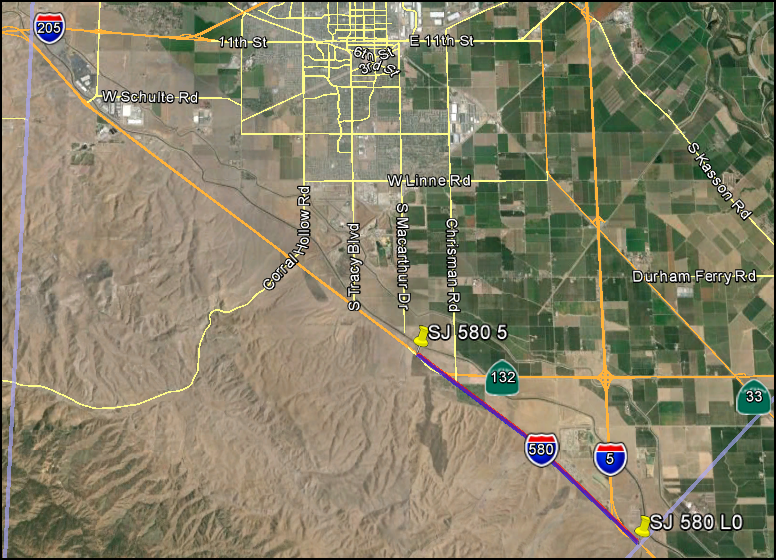 205
11th St
E 11th St
6th St
3rd St
W Schulte Rd
S Kasson Rd
W Linne Rd
Corral Hollow Rd
S Tracy Blvd
S Macarthur Dr
Chrisman Rd
Durham Ferry Rd
SJ 580 5
132
33
580
5
SJ 580 L0